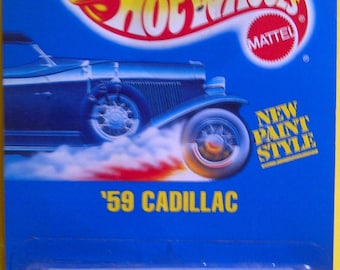 HOT WHEELS
MATTEL
NEW
PAINT
STYLE
'59 CADILLAC